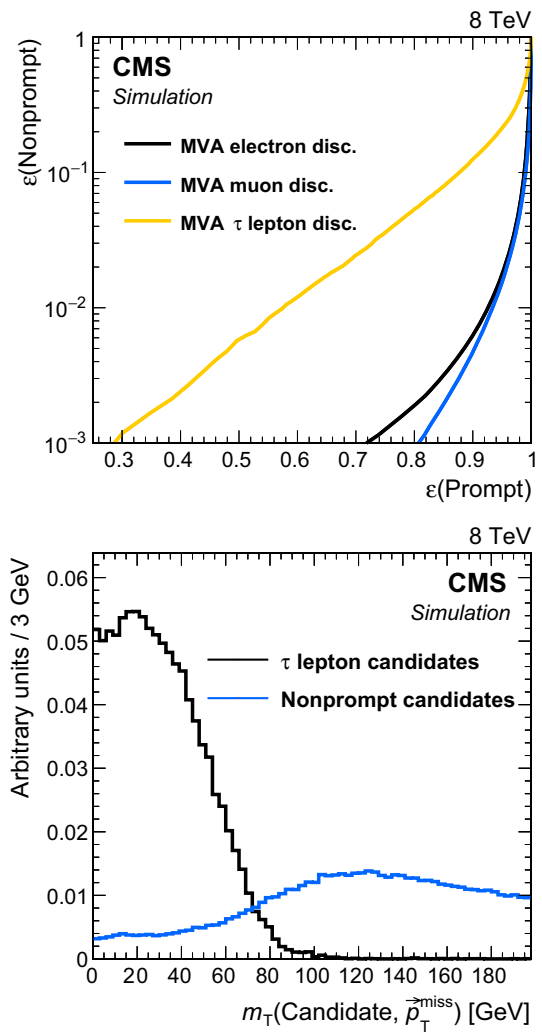 8 TeV
CMS
Simulation
MVA electron disc.
MVA muon disc.
MVA τ lepton disc.
ε(Nonprompt)
1
10⁻¹
10⁻²
10⁻³
0.3 0.4 0.5 0.6 0.7 0.8 0.9 1
ε(Prompt)
8 TeV
CMS
Simulation
τ lepton candidates
Nonprompt candidates
Arbitrary units / 3 GeV
0.06
0.05
0.04
0.03
0.02
0.01
0
0 20 40 60 80 100 120 140 160 180
m_T(Candidate, p⃗_T^miss) [GeV]